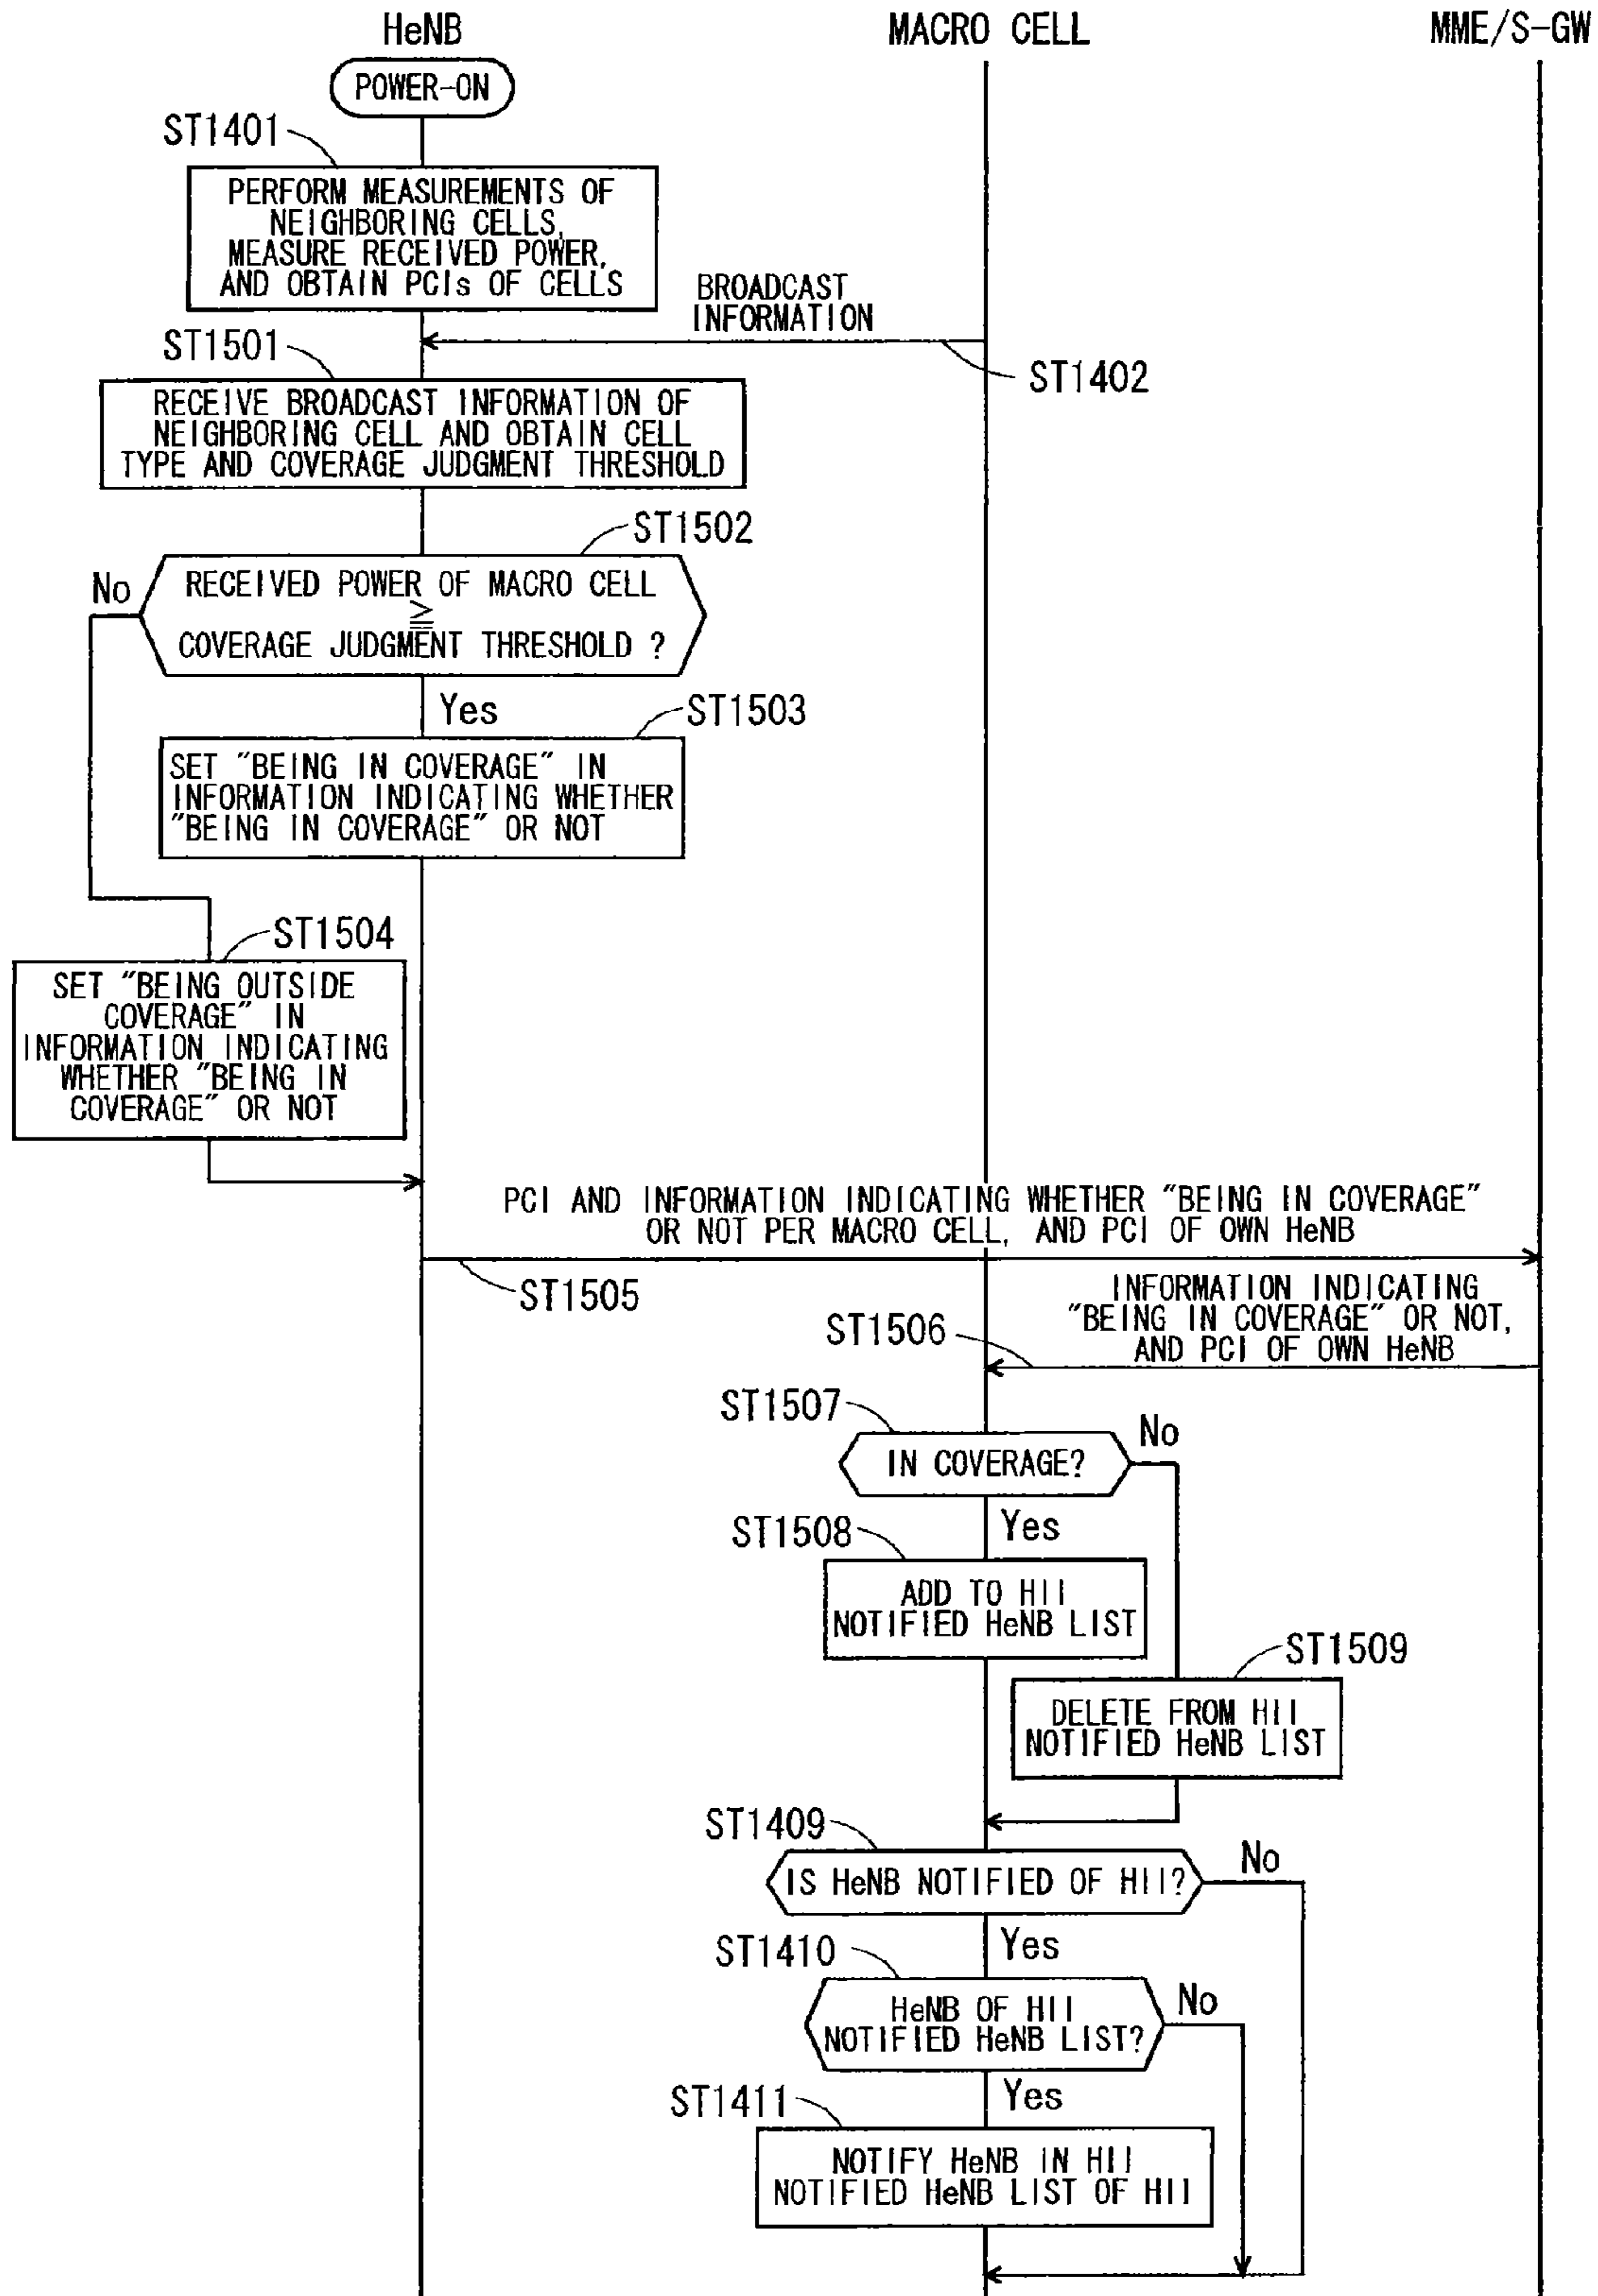 HeNB
MACRO CELL
MME/S-GW
POWER-ON
ST1401
PERFORM MEASUREMENTS OF
NEIGHBORING CELLS,
MEASURE RECEIVED POWER,
AND OBTAIN PCIs OF CELLS
BROADCAST
INFORMATION
ST1402
ST1501
RECEIVE BROADCAST INFORMATION OF
NEIGHBORING CELL AND OBTAIN CELL
TYPE AND COVERAGE JUDGMENT THRESHOLD
ST1502
No
RECEIVED POWER OF MACRO CELL
≧
COVERAGE JUDGMENT THRESHOLD ?
Yes
ST1503
SET "BEING IN COVERAGE" IN
INFORMATION INDICATING WHETHER
"BEING IN COVERAGE" OR NOT
ST1504
SET "BEING OUTSIDE
COVERAGE" IN
INFORMATION INDICATING
WHETHER "BEING IN
COVERAGE" OR NOT
PCI AND INFORMATION INDICATING WHETHER "BEING IN COVERAGE"
OR NOT PER MACRO CELL, AND PCI OF OWN HeNB
ST1505
INFORMATION INDICATING
"BEING IN COVERAGE" OR NOT,
AND PCI OF OWN HeNB
ST1506
ST1507
IN COVERAGE?
No
Yes
ST1508
ADD TO HII
NOTIFIED HeNB LIST
ST1509
DELETE FROM HII
NOTIFIED HeNB LIST
ST1409
IS HeNB NOTIFIED OF HII?
No
Yes
ST1410
HeNB OF HII
NOTIFIED HeNB LIST?
No
Yes
ST1411
NOTIFY HeNB IN HII
NOTIFIED HeNB LIST OF HII